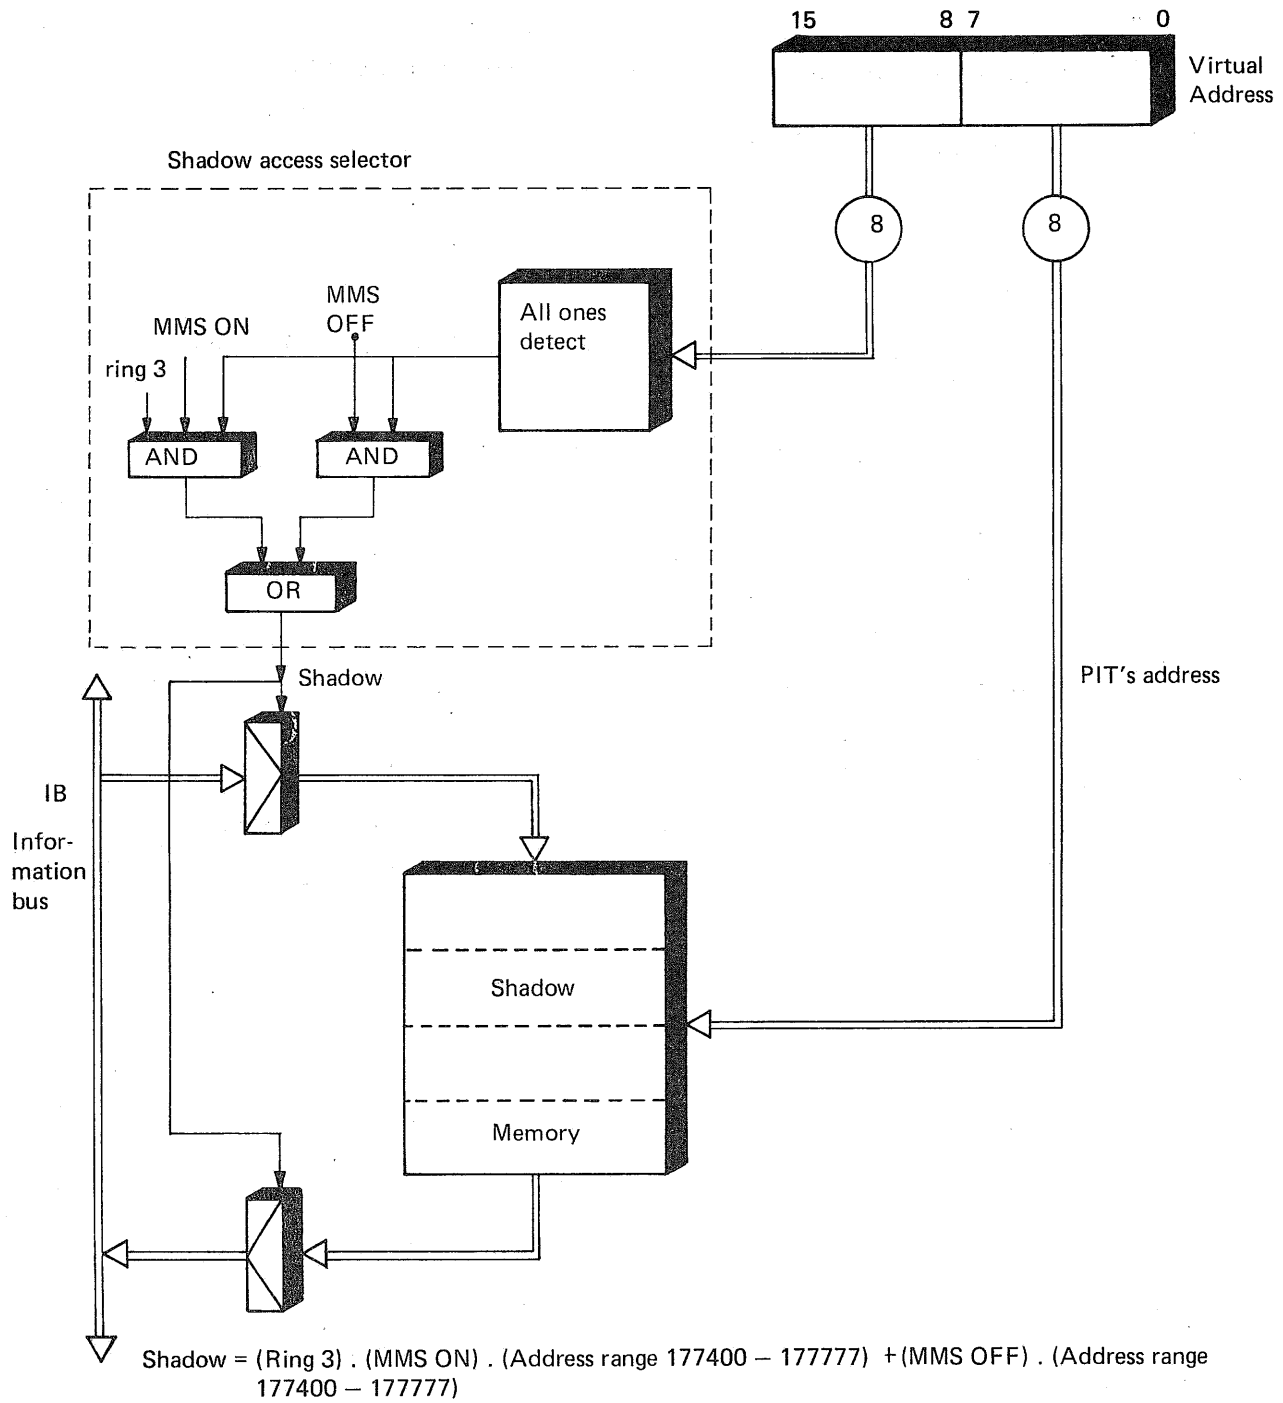 15 8 7 0
Virtual
Address
Shadow access selector
8
8
MMS
OFF
All ones
detect
MMS ON
ring 3
AND
AND
OR
Shadow
PIT's address
IB
Infor-
mation
bus
Shadow
Memory
Shadow = (Ring 3) . (MMS ON) . (Address range 177400 – 177777) + (MMS OFF) . (Address range
177400 – 177777)